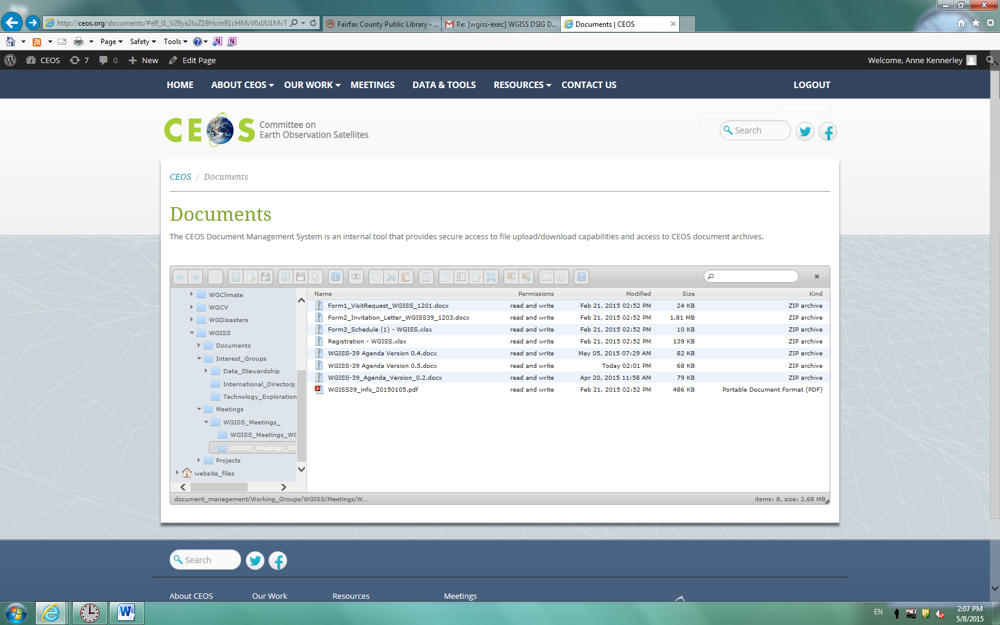 http://ceos.org/documents/#elf_l1_V29ya2luZ19Hcm91cHMvV0dJU1MvT
Fairfax County Public Library - ...
Re: [wgiss-exec] WGISS DSIG D...
Documents | CEOS
Page Safety Tools
CEOS 7 0 New Edit Page
Welcome, Anne Kennerley
HOME ABOUT CEOS OUR WORK MEETINGS DATA & TOOLS RESOURCES CONTACT US LOGOUT
CEOS
Committee on
Earth Observation Satellites
Search
CEOS / Documents
Documents
The CEOS Document Management System is an internal tool that provides secure access to file upload/download capabilities and access to CEOS document archives.
WGClimate
WGCV
WGDisasters
WGISS
Documents
Interest_Groups
Data_Stewardship
International_Directory_
Technology_Exploration
Meetings
WGISS_Meetings_
WGISS_Meetings_WG
WGISS_Meetings_WG
Projects
website_files
Name Permissions Modified Size Kind
Form1_VisitRequest_WGISS_1201.docx read and write Feb 21, 2015 02:52 PM 24 KB ZIP archive
Form2_Invitation_Letter_WGISS39_1203.docx read and write Feb 21, 2015 02:52 PM 1.81 MB ZIP archive
Form3_Schedule (1) - WGISS.xlsx read and write Feb 21, 2015 02:52 PM 10 KB ZIP archive
Registration - WGISS.xlsx read and write Feb 21, 2015 02:52 PM 139 KB ZIP archive
WGISS-39 Agenda Version 0.4.docx read and write May 05, 2015 07:29 AM 82 KB ZIP archive
WGISS-39 Agenda Version 0.5.docx read and write Today 02:01 PM 68 KB ZIP archive
WGISS-39_Agenda_Version_0.2.docx read and write Apr 20, 2015 11:58 AM 79 KB ZIP archive
WGISS39_info_20150105.pdf read and write Feb 21, 2015 02:52 PM 486 KB Portable Document Format (PDF)
document_management/Working_Groups/WGISS/Meetings/W...
items: 8, size: 2.68 MB
Search
About CEOS Our Work Resources Meetings
EN
2:07 PM
5/8/2015